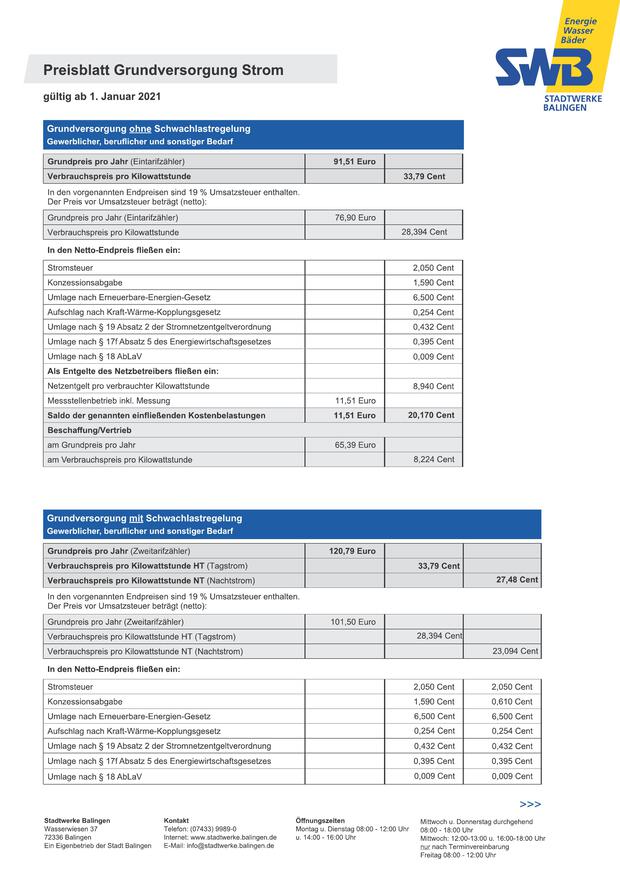 Energie
Wasser
Bäder
SWB
STADTWERKE
BALINGEN
Preisblatt Grundversorgung Strom
gültig ab 1. Januar 2021
Grundversorgung ohne Schwachlastregelung
Gewerblicher, beruflicher und sonstiger Bedarf
Grundpreis pro Jahr (Eintarifzähler) 91,51 Euro
Verbrauchspreis pro Kilowattstunde 33,79 Cent
In den vorgenannten Endpreisen sind 19 % Umsatzsteuer enthalten.
Der Preis vor Umsatzsteuer beträgt (netto):
Grundpreis pro Jahr (Eintarifzähler) 76,90 Euro
Verbrauchspreis pro Kilowattstunde 28,394 Cent
In den Netto-Endpreis fließen ein:
Stromsteuer 2,050 Cent
Konzessionsabgabe 1,590 Cent
Umlage nach Erneuerbare-Energien-Gesetz 6,500 Cent
Aufschlag nach Kraft-Wärme-Kopplungsgesetz 0,254 Cent
Umlage nach § 19 Absatz 2 der Stromnetzentgeltverordnung 0,432 Cent
Umlage nach § 17f Absatz 5 des Energiewirtschaftsgesetzes 0,395 Cent
Umlage nach § 18 AbLaV 0,009 Cent
Als Entgelte des Netzbetreibers fließen ein:
Netzentgelt pro verbrauchter Kilowattstunde 8,940 Cent
Messstellenbetrieb inkl. Messung 11,51 Euro
Saldo der genannten einfließenden Kostenbelastungen 11,51 Euro 20,170 Cent
Beschaffung/Vertrieb
am Grundpreis pro Jahr 65,39 Euro
am Verbrauchspreis pro Kilowattstunde 8,224 Cent
Grundversorgung mit Schwachlastregelung
Gewerblicher, beruflicher und sonstiger Bedarf
Grundpreis pro Jahr (Zweitarifzähler) 120,79 Euro
Verbrauchspreis pro Kilowattstunde HT (Tagstrom) 33,79 Cent
Verbrauchspreis pro Kilowattstunde NT (Nachtstrom) 27,48 Cent
In den vorgenannten Endpreisen sind 19 % Umsatzsteuer enthalten.
Der Preis vor Umsatzsteuer beträgt (netto):
Grundpreis pro Jahr (Zweitarifzähler) 101,50 Euro
Verbrauchspreis pro Kilowattstunde HT (Tagstrom) 28,394 Cent
Verbrauchspreis pro Kilowattstunde NT (Nachtstrom) 23,094 Cent
In den Netto-Endpreis fließen ein:
Stromsteuer 2,050 Cent 2,050 Cent
Konzessionsabgabe 1,590 Cent 0,610 Cent
Umlage nach Erneuerbare-Energien-Gesetz 6,500 Cent 6,500 Cent
Aufschlag nach Kraft-Wärme-Kopplungsgesetz 0,254 Cent 0,254 Cent
Umlage nach § 19 Absatz 2 der Stromnetzentgeltverordnung 0,432 Cent 0,432 Cent
Umlage nach § 17f Absatz 5 des Energiewirtschaftsgesetzes 0,395 Cent 0,395 Cent
Umlage nach § 18 AbLaV 0,009 Cent 0,009 Cent
>>>
Stadtwerke Balingen
Wasserwiesen 37
72336 Balingen
Ein Eigenbetrieb der Stadt Balingen
Kontakt
Telefon: (07433) 9989-0
Internet: www.stadtwerke.balingen.de
E-Mail: info@stadtwerke.balingen.de
Öffnungszeiten
Montag u. Dienstag 08:00 - 12:00 Uhr
u. 14:00 - 16:00 Uhr
Mittwoch u. Donnerstag durchgehend
08:00 - 18:00 Uhr
Mittwoch: 12:00-13:00 u. 16:00-18:00 Uhr
nur nach Terminvereinbarung
Freitag 08:00 - 12:00 Uhr